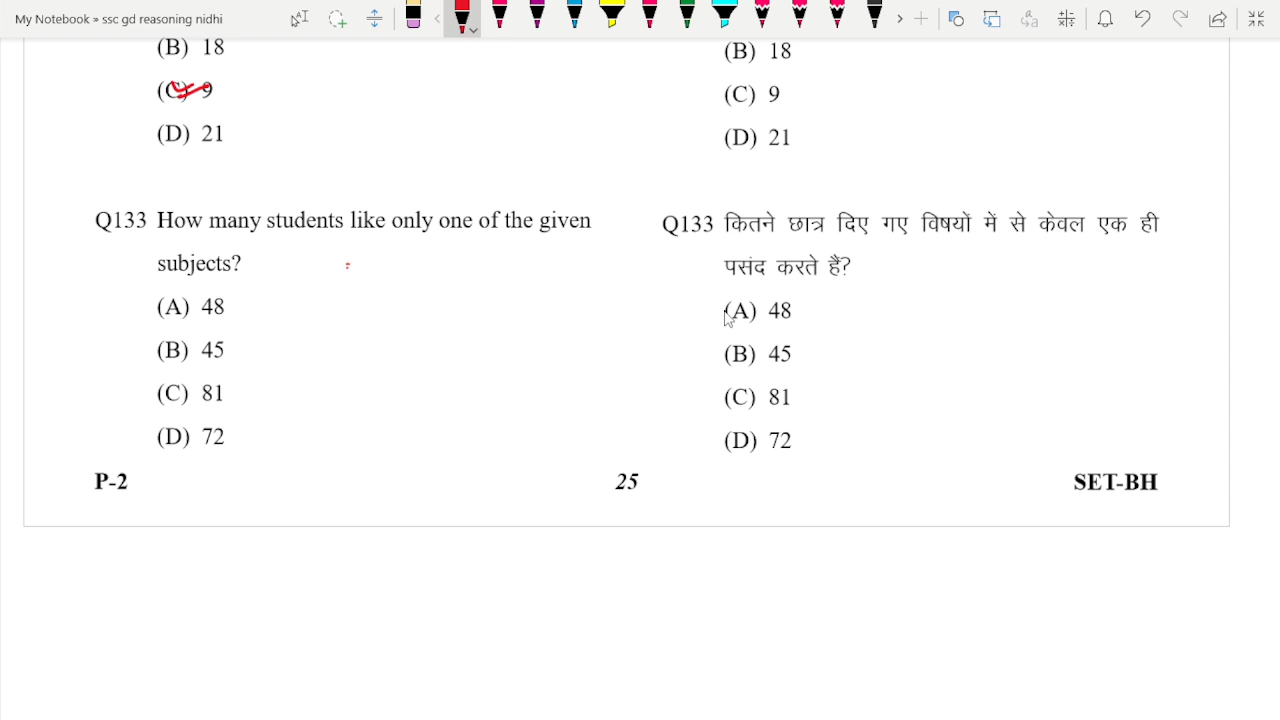 My Notebook » ssc gd reasoning nidhi
(B) 18
(C) 9
(D) 21
Q133 How many students like only one of the given
subjects?
(A) 48
(B) 45
(C) 81
(D) 72
(B) 18
(C) 9
(D) 21
Q133 कितने छात्र दिए गए विषयों में से केवल एक ही
पसंद करते हैं?
(A) 48
(B) 45
(C) 81
(D) 72
P-2 25 SET-BH